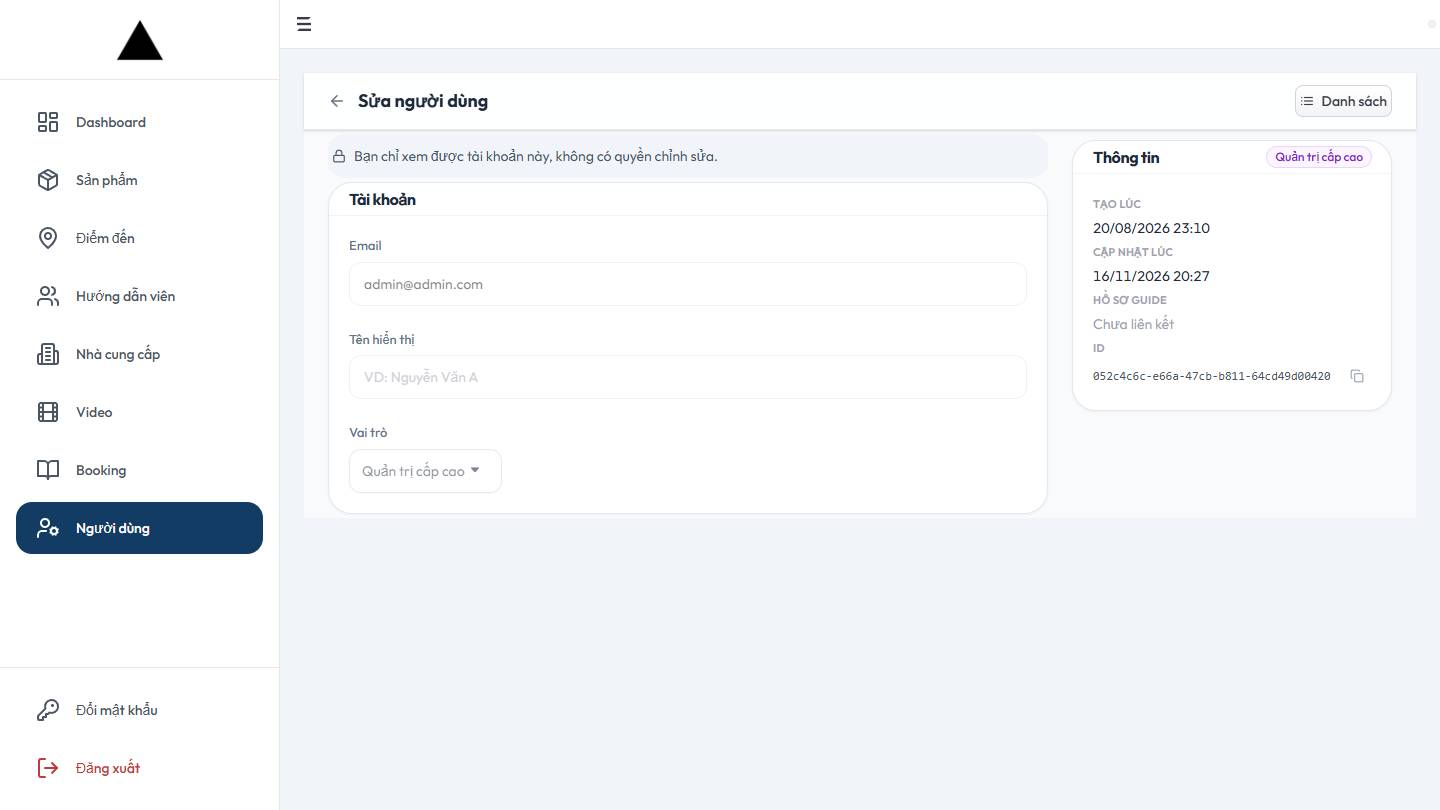 Dashboard
Sản phẩm
Điểm đến
Hướng dẫn viên
Nhà cung cấp
Video
Booking
Người dùng
Đổi mật khẩu
Đăng xuất
Sửa người dùng
Danh sách
Bạn chỉ xem được tài khoản này, không có quyền chỉnh sửa.
Tài khoản
Email
admin@admin.com
Tên hiển thị
VD: Nguyễn Văn A
Vai trò
Quản trị cấp cao
Thông tin
Quản trị cấp cao
TẠO LÚC
20/08/2026 23:10
CẬP NHẬT LÚC
16/11/2026 20:27
HỒ SƠ GUIDE
Chưa liên kết
ID
052c4c6c-e66a-47cb-b811-64cd49d00420